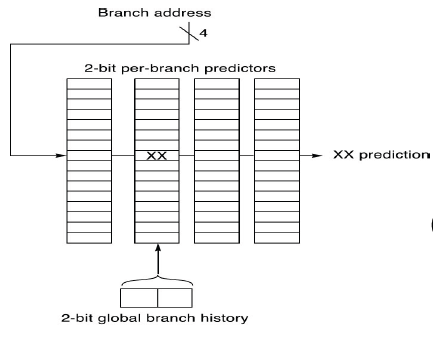 Branch address
4
2-bit per-branch predictors
XX
XX prediction
2-bit global branch history